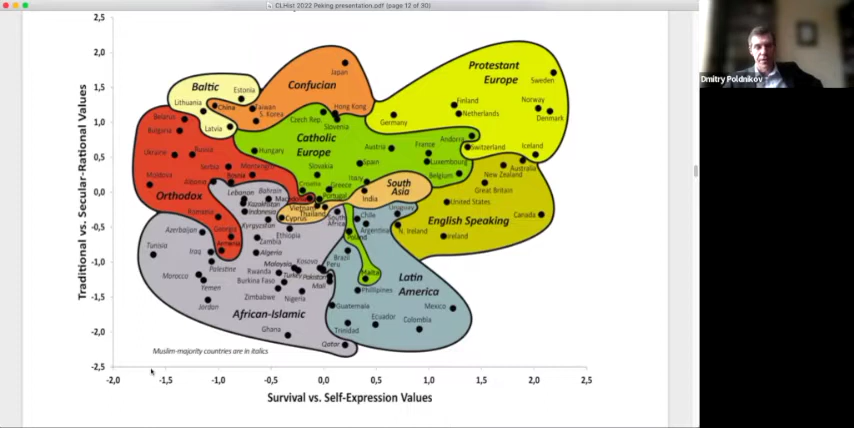 CLHist 2022 Peking presentation.pdf (page 12 of 30)
Dmitry Poldnikov
Traditional vs. Secular-Rational Values
2,5
2,0
1,5
1,0
0,5
0,0
-0,5
-1,0
-1,5
-2,0
-2,5
Protestant
Europe
Japan
Sweden
Confucian
Baltic
Estonia
Lithuania
China
Taiwan
S. Korea
Hong Kong
Finland
Netherlands
Norway
Denmark
Belarus
Bulgaria
Latvia
Czech Rep.
Slovenia
Germany
Catholic
Europe
Andorra
Switzerland
Iceland
Ukraine
Russia
Hungary
Austria
France
Luxembourg
Spain
Slovakia
Australia
New Zealand
Serbia
Montnegro
Moldova
Albania
Bosnia
Croatia
Greece
Italy
Belgium
Great Britain
Orthodox
Lebanon
Bahrain
Macedonia
Portugal
India
South
Asia
Kazakhstan
Indonesia
Vietnam
Thailand
Cyprus
Uruguay
United States
English Speaking
Canada
Romania
Georgia
Kyrgyzstan
Ethiopia
South
Africa
Chile
Argentina
N. Ireland
Ireland
Azerbaijan
Armenia
Zambia
Algeria
Poland
Tunisia
Iraq
Palestine
Brazil
Morocco
Yemen
Jordan
Malaysia
Kosovo
Peru
Rwanda
Turkey
Pakistan
Burkina Faso
Mali
Malta
Zimbabwe
Nigeria
Phillipines
Latin
America
African-Islamic
Guatemala
Mexico
Ghana
Trinidad
Ecuador
Colombia
Qatar
Muslim-majority countries are in italics
-2,0 -1,5 -1,0 -0,5 0,0 0,5 1,0 1,5 2,0 2,5
Survival vs. Self-Expression Values